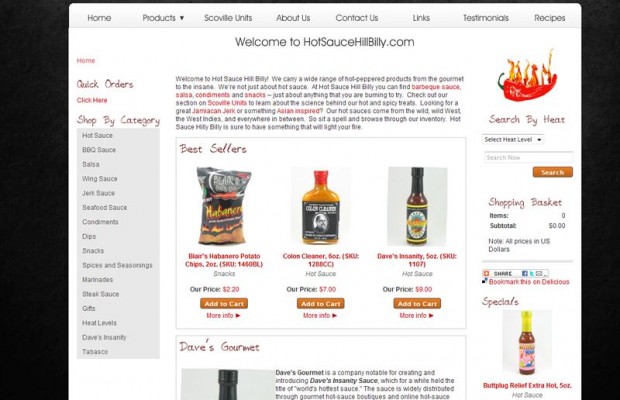 Home
Products ▼
Scoville Units
About Us
Contact Us
Links
Testimonials
Recipes
Welcome to HotSauceHillBilly.com
Home
Quick Orders
Click Here
Shop By Category
Hot Sauce
BBQ Sauce
Salsa
Wing Sauce
Jerk Sauce
Seafood Sauce
Condiments
Dips
Snacks
Spices and Seasonings
Marinades
Steak Sauce
Gifts
Heat Levels
Dave's Insanity
Tabasco
Welcome to Hot Sauce Hill Billy! We carry a wide range of hot-peppered products from the gourmet
to the insane. We're not just about hot sauce. At Hot Sauce Hill Billy you can find barbeque sauce,
salsa, condiments and snacks – just about anything that you are burning to try. Check out our
section on Scoville Units to learn about the science behind our hot and spicy treats. Looking for a
great Jamiacan Jerk or something Asian inspired? Our hot sauces come from the wild, wild West,
the West Indies, and everywhere in between. So sit a spell and browse through our inventory. Hot
Sauce Hilly Billy is sure to have something that will light your fire.
Best Sellers
Habanero
COLON CLEANER
Blair's Habanero Potato
Chips, 2oz. (SKU: 1460BL)
Snacks
Our Price: $2.20
Add to Cart
More info ►
Colon Cleaner, 6oz. (SKU:
1288CC)
Hot Sauce
Our Price: $7.00
Add to Cart
More info ►
Dave's Insanity, 5oz. (SKU:
1107)
Hot Sauce
Our Price: $9.00
Add to Cart
More info ►
Dave's Gourmet
Dave's Gourmet is a company notable for creating and
introducing Dave's Insanity Sauce, which for a while held the
title of "world's hottest sauce". The sauce is widely distributed
through gourmet hot-sauce boutiques and online hot-sauce
Search By Heat
Select Heat Level
Search Now
Search
Shopping Basket
Items: 0
Subtotal: $0.00
Note: All prices in US
Dollars
SHARE
Bookmark this on Delicious
Specials
Buttplug Relief Extra Hot, 5oz.
Hot Sauce